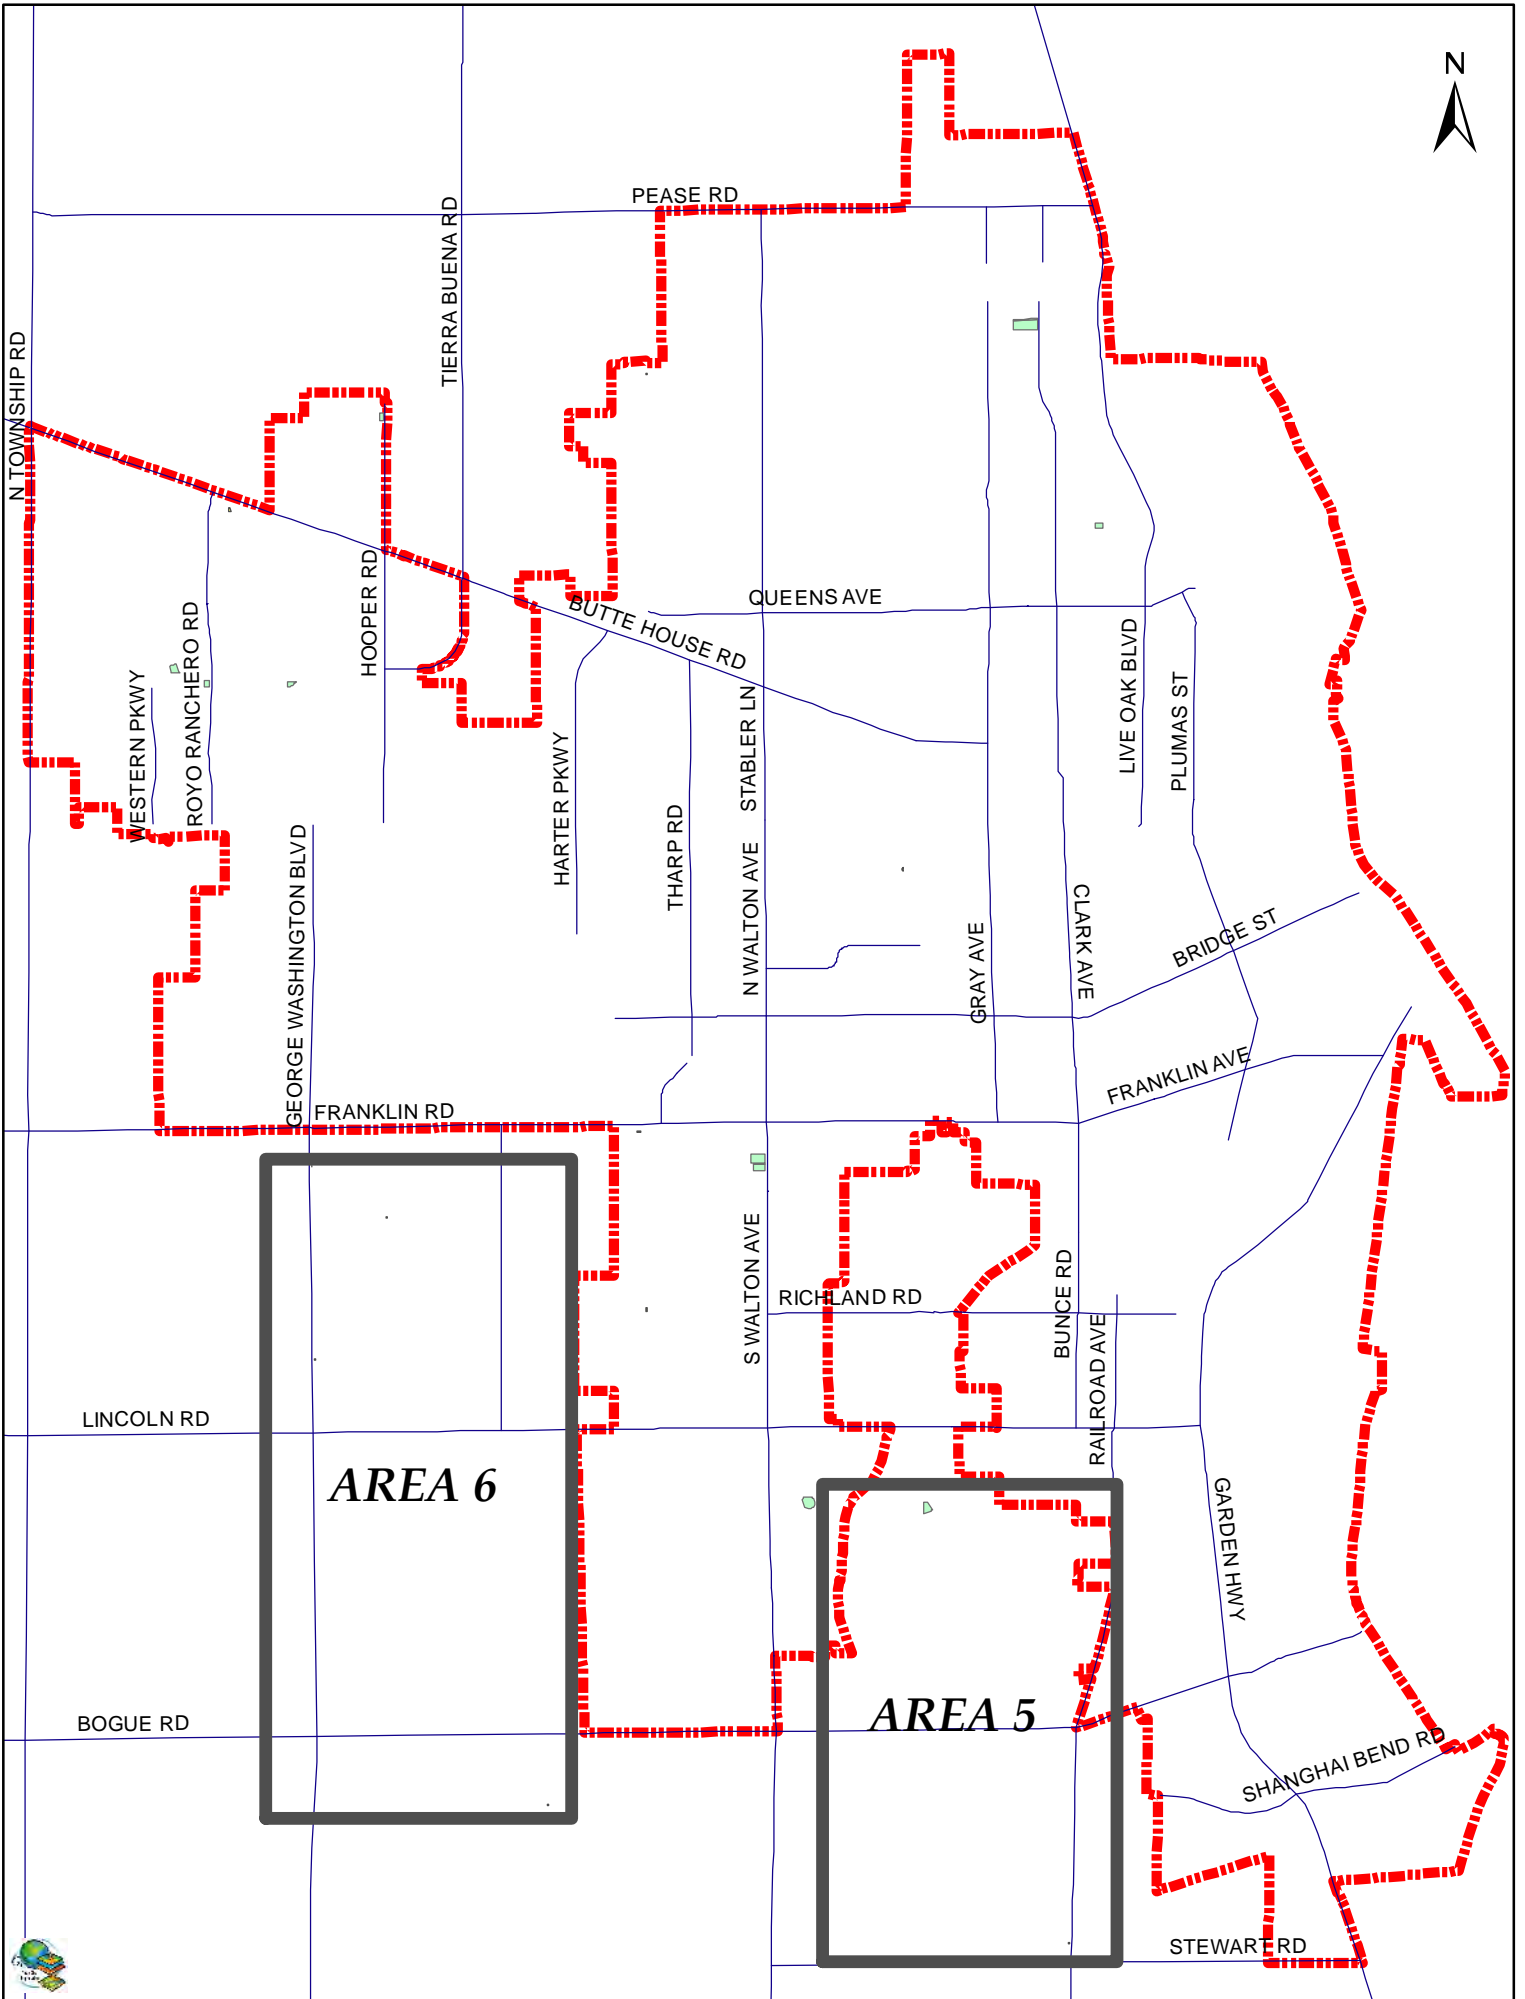 N
PEASE RD
TIERRA BUENA RD
N TOWNSHIP RD
HOOPER RD
QUEENS AVE
BUTTE HOUSE RD
ROYO RANCHERO RD
WESTERN PKWY
LIVE OAK BLVD
PLUMAS ST
STABLER LN
HARTER PKWY
THARP RD
GEORGE WASHINGTON BLVD
N WALTON AVE
CLARK AVE
GRAY AVE
BRIDGE ST
FRANKLIN AVE
FRANKLIN RD
S WALTON AVE
RICHLAND RD
BUNCE RD
RAILROAD AVE
LINCOLN RD
AREA 6
GARDEN HWY
AREA 5
BOGUE RD
SHANGHAI BEND RD
STEWART RD